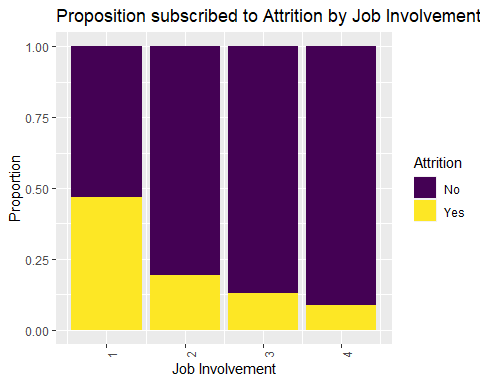 Proposition subscribed to Attrition by Job Involvement
1.00
0.75
0.50
0.25
0.00
Proportion
1
2
3
4
Job Involvement
Attrition
No
Yes